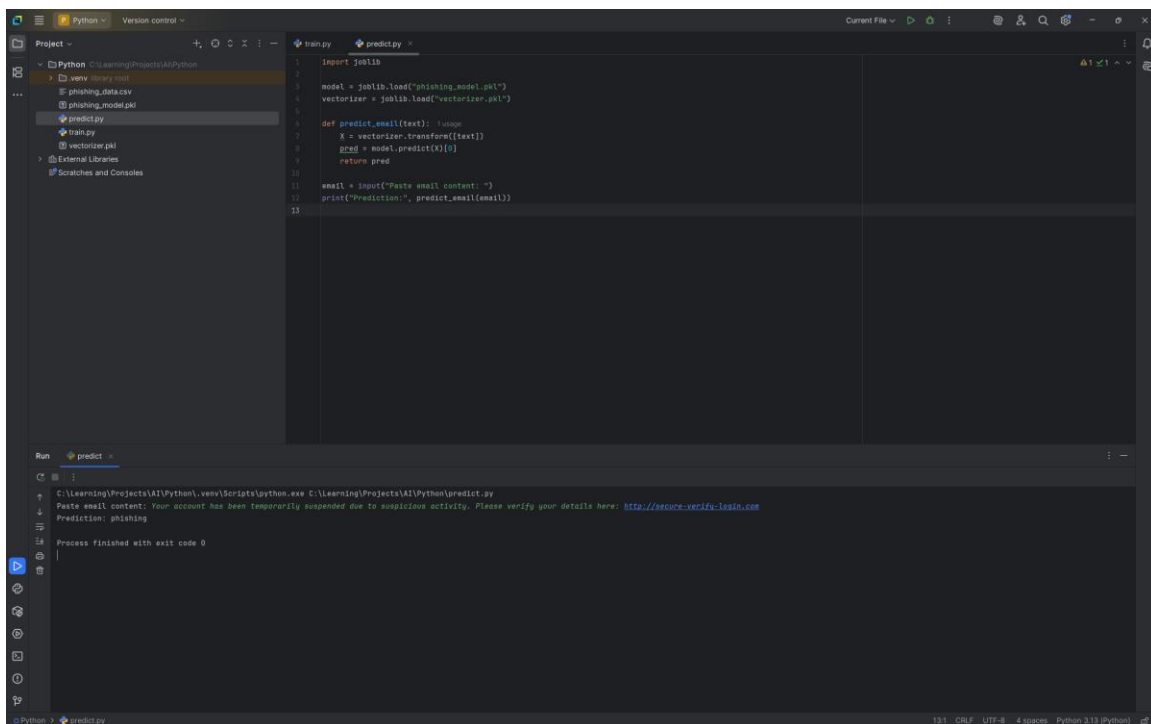 P Python Version control
Current File
Project
Python C:\Learning\Projects\AI\Python
.venv library root
phishing_data.csv
phishing_model.pkl
predict.py
train.py
vectorizer.pkl
External Libraries
Scratches and Consoles
train.py predict.py
1 import joblib
2
3 model = joblib.load("phishing_model.pkl")
4 vectorizer = joblib.load("vectorizer.pkl")
5
6 def predict_email(text): 1 usage
7 X = vectorizer.transform([text])
8 pred = model.predict(X)[0]
9 return pred
10
11 email = input("Paste email content: ")
12 print("Prediction:", predict_email(email))
13
1 1
Run predict
C:\Learning\Projects\AI\Python\.venv\Scripts\python.exe C:\Learning\Projects\AI\Python\predict.py
Paste email content: Your account has been temporarily suspended due to suspicious activity. Please verify your details here: http://secure-verify-login.com
Prediction: phishing
Process finished with exit code 0
Python > predict.py
13:1 CRLF UTF-8 4 spaces Python 3.13 (Python)